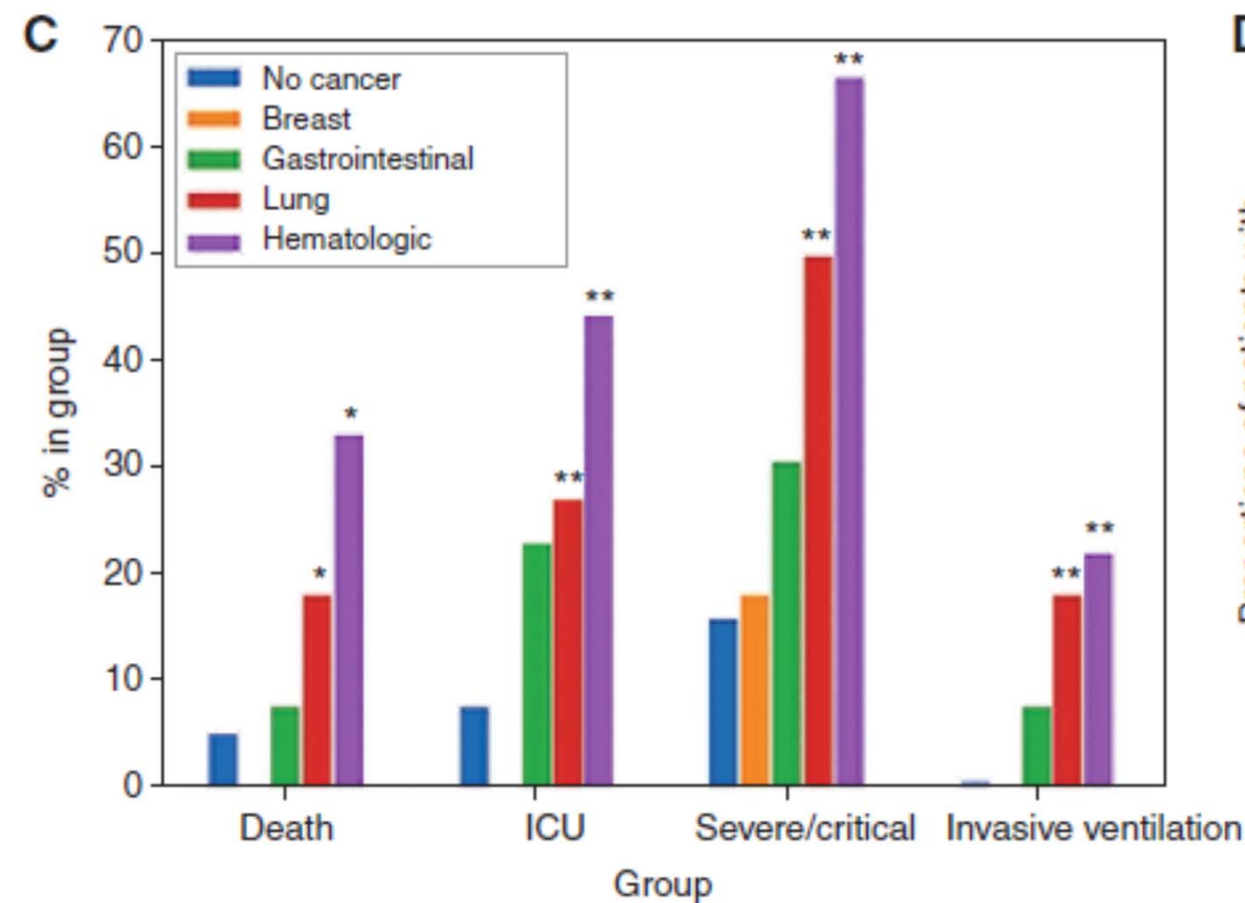 C
70
60
50
40
30
20
10
0
% in group
No cancer
Breast
Gastrointestinal
Lung
Hematologic
*
*
**
**
**
**
**
**
Death
ICU
Severe/critical
Invasive ventilation
Group